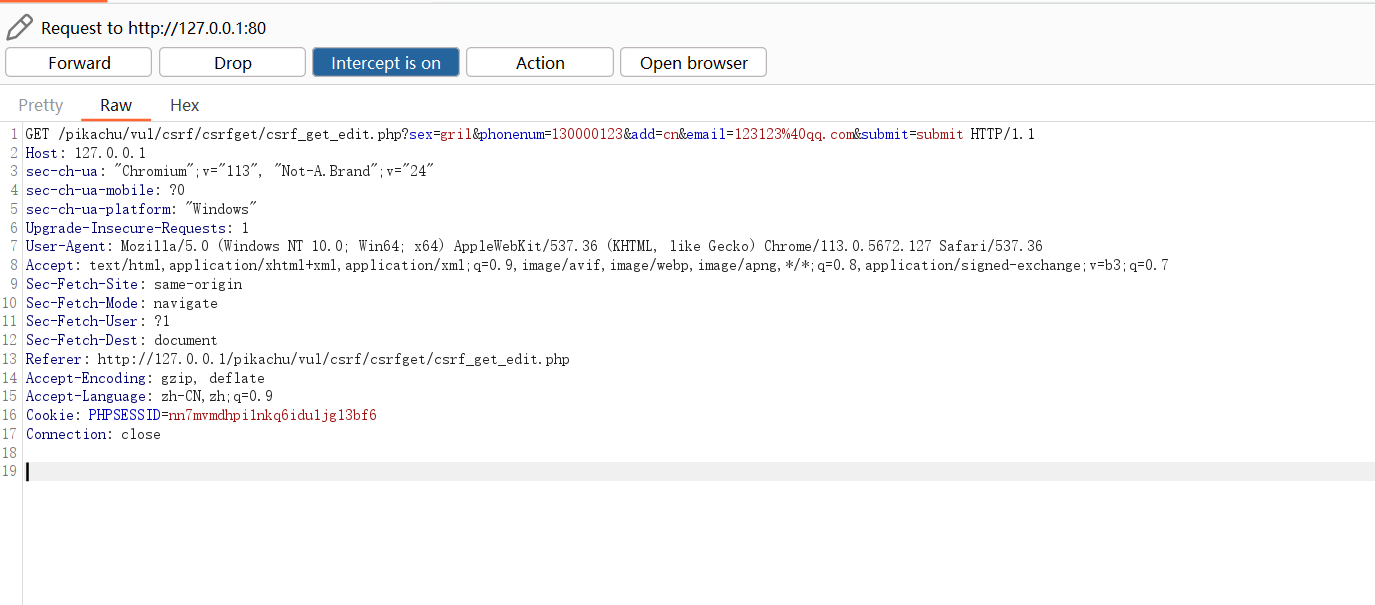 Request to http://127.0.0.1:80
Forward Drop Intercept is on Action Open browser
Pretty Raw Hex
1 GET /pikachu/vul/csrf/csrfget/csrf_get_edit.php?sex=gril&phonenum=130000123&add=cn&email=123123%40qq.com&submit=submit HTTP/1.1
2 Host: 127.0.0.1
3 sec-ch-ua: "Chromium";v="113", "Not-A.Brand";v="24"
4 sec-ch-ua-mobile: ?0
5 sec-ch-ua-platform: "Windows"
6 Upgrade-Insecure-Requests: 1
7 User-Agent: Mozilla/5.0 (Windows NT 10.0; Win64; x64) AppleWebKit/537.36 (KHTML, like Gecko) Chrome/113.0.5672.127 Safari/537.36
8 Accept: text/html,application/xhtml+xml,application/xml;q=0.9,image/avif,image/webp,image/apng,*/*;q=0.8,application/signed-exchange;v=b3;q=0.7
9 Sec-Fetch-Site: same-origin
10 Sec-Fetch-Mode: navigate
11 Sec-Fetch-User: ?1
12 Sec-Fetch-Dest: document
13 Referer: http://127.0.0.1/pikachu/vul/csrf/csrfget/csrf_get_edit.php
14 Accept-Encoding: gzip, deflate
15 Accept-Language: zh-CN,zh;q=0.9
16 Cookie: PHPSESSID=nn7mvmdhpi1nkq6idu1jgl3bf6
17 Connection: close
18
19